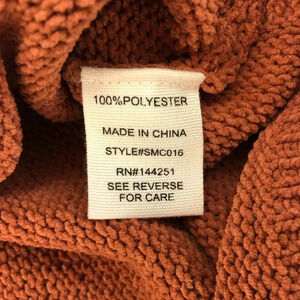 100%POLYESTER
MADE IN CHINA
STYLE#SMC016
RN#144251
SEE REVERSE
FOR CARE